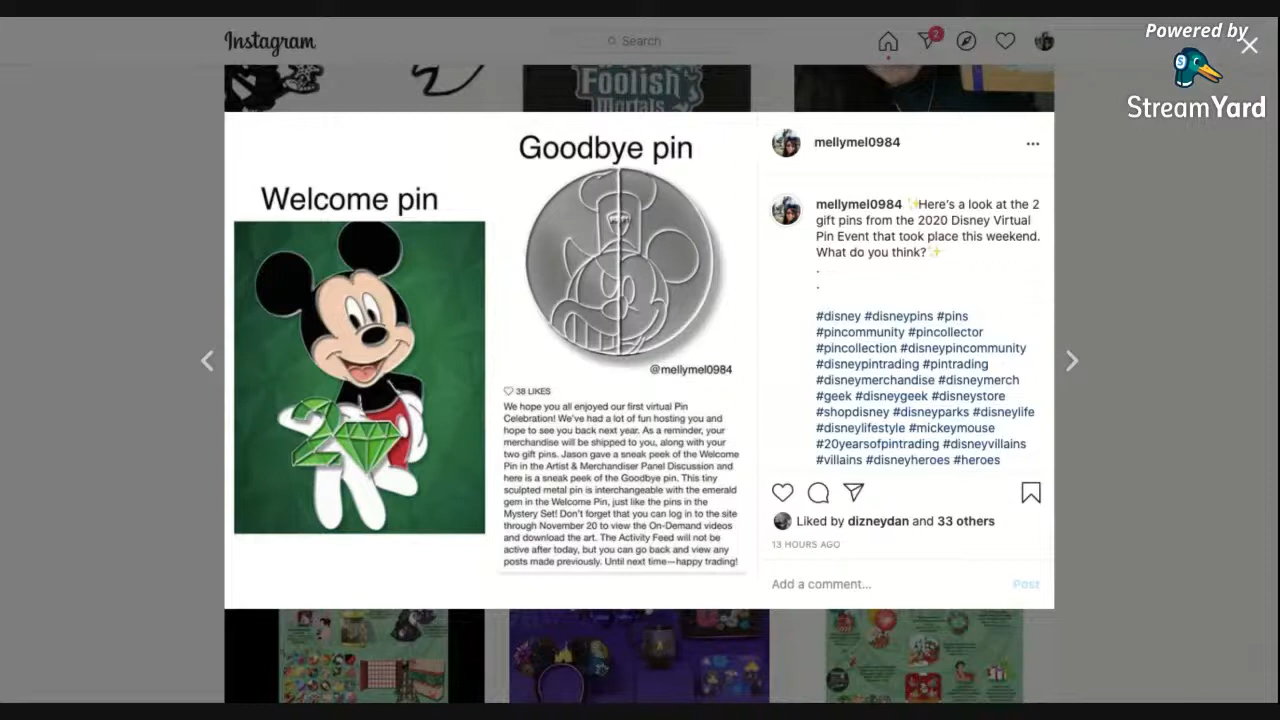 Instagram
Search
2
Powered by
StreamYard
Foolish
Mortals
Welcome pin
Goodbye pin
20
@mellymel0984
38 LIKES
We hope you all enjoyed our first virtual Pin
Celebration! We've had a lot of fun hosting you and
hope to see you back next year. As a reminder, your
merchandise will be shipped to you, along with your
two gift pins. Jason gave a sneak peek of the Welcome
Pin in the Artist & Merchandiser Panel Discussion and
here is a sneak peek of the Goodbye pin. This tiny
sculpted metal pin is interchangeable with the emerald
gem in the Welcome Pin, just like the pins in the
Mystery Set! Don't forget that you can log in to the site
through November 20 to view the On-Demand videos
and download the art. The Activity Feed will not be
active after today, but you can go back and view any
posts made previously. Until next time—happy trading!
mellymel0984
mellymel0984 ✨Here's a look at the 2
gift pins from the 2020 Disney Virtual
Pin Event that took place this weekend.
What do you think?✨
.
.
#disney #disneypins #pins
#pincommunity #pincollector
#pincollection #disneypincommunity
#disneypintrading #pintrading
#disneymerchandise #disneymerch
#geek #disneygeek #disneystore
#shopdisney #disneyparks #disneylife
#disneylifestyle #mickeymouse
#20yearsofpintrading #disneyvillains
#villains #disneyheroes #heroes
Liked by dizneydan and 33 others
13 HOURS AGO
Add a comment...
Post